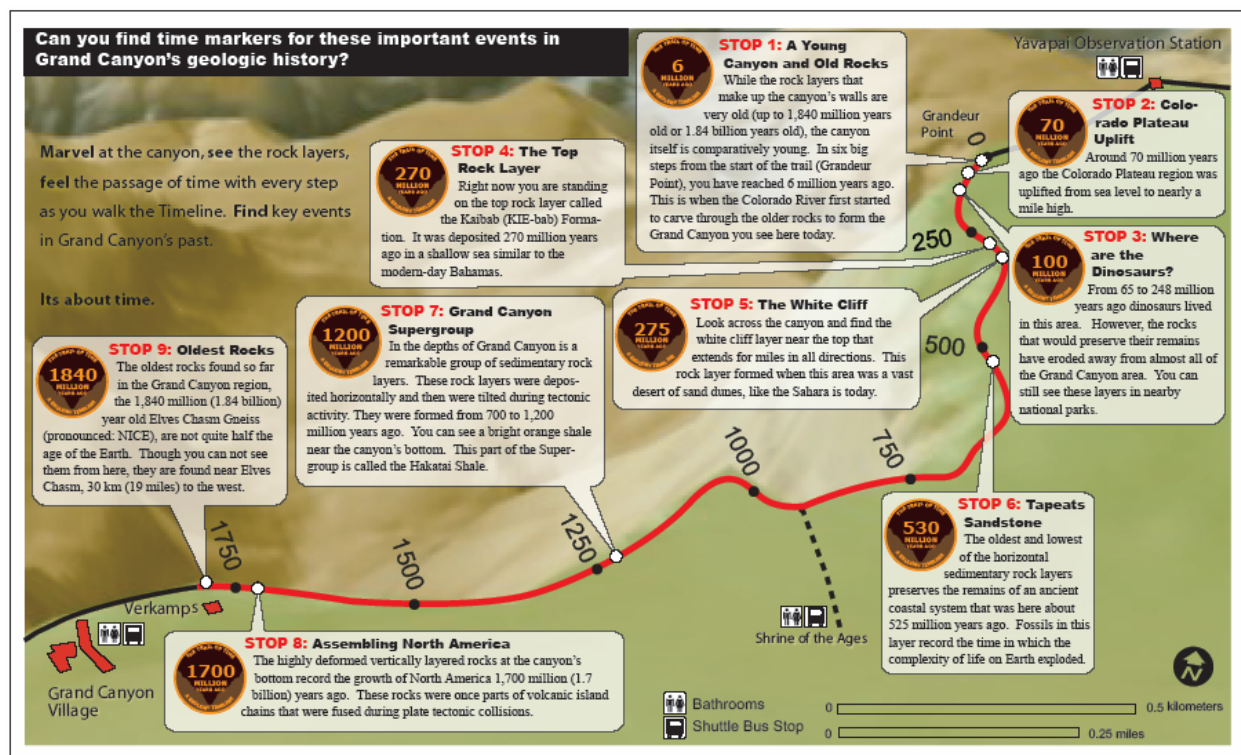 Can you find time markers for these important events in
Grand Canyon's geologic history?
Marvel at the canyon, see the rock layers,
feel the passage of time with every step
as you walk the Timeline. Find key events
in Grand Canyon's past.
Its about time.
THE TRAIL OF TIME
6
MILLION
YEARS AGO
A GEOLOGIC TIMELINE
STOP 1: A Young
Canyon and Old Rocks
While the rock layers that
make up the canyon's walls are
very old (up to 1,840 million years
old or 1.84 billion years old), the canyon
itself is comparatively young. In six big
steps from the start of the trail (Grandeur
Point), you have reached 6 million years ago.
This is when the Colorado River first started
to carve through the older rocks to form the
Grand Canyon you see here today.
Yavapai Observation Station
Grandeur
Point
0
70
MILLION
YEARS AGO
STOP 2: Colo-
rado Plateau
Uplift
Around 70 million years
ago the Colorado Plateau region was
uplifted from sea level to nearly a
mile high.
100
MILLION
YEARS AGO
STOP 3: Where
are the
Dinosaurs?
From 65 to 248 million
years ago dinosaurs lived
in this area. However, the rocks
that would preserve their remains
have eroded away from almost all of
the Grand Canyon area. You can
still see these layers in nearby
national parks.
270
MILLION
YEARS AGO
STOP 4: The Top
Rock Layer
Right now you are standing
on the top rock layer called
the Kaibab (KIE-bab) Forma-
tion. It was deposited 270 million years
ago in a shallow sea similar to the
modern-day Bahamas.
250
275
MILLION
YEARS AGO
STOP 5: The White Cliff
Look across the canyon and find the
white cliff layer near the top that
extends for miles in all directions. This
rock layer formed when this area was a vast
desert of sand dunes, like the Sahara is today.
500
530
MILLION
YEARS AGO
STOP 6: Tapeats
Sandstone
The oldest and lowest
of the horizontal
sedimentary rock layers
preserves the remains of an ancient
coastal system that was here about
525 million years ago. Fossils in this
layer record the time in which the
complexity of life on Earth exploded.
750
1000
1200
MILLION
YEARS AGO
STOP 7: Grand Canyon
Supergroup
In the depths of Grand Canyon is a
remarkable group of sedimentary rock
layers. These rock layers were depos-
ited horizontally and then were tilted during tectonic
activity. They were formed from 700 to 1,200
million years ago. You can see a bright orange shale
near the canyon's bottom. This part of the Super-
group is called the Hakatai Shale.
1250
1500
1700
MILLION
YEARS AGO
STOP 8: Assembling North America
The highly deformed vertically layered rocks at the canyon's
bottom record the growth of North America 1,700 million (1.7
billion) years ago. These rocks were once parts of volcanic island
chains that were fused during plate tectonic collisions.
1750
1840
MILLION
YEARS AGO
STOP 9: Oldest Rocks
The oldest rocks found so far
in the Grand Canyon region,
the 1,840 million (1.84 billion)
year old Elves Chasm Gneiss
(pronounced: NICE), are not quite half the
age of the Earth. Though you can not see
them from here, they are found near Elves
Chasm, 30 km (19 miles) to the west.
Verkamps
Grand Canyon
Village
Shrine of the Ages
N
Bathrooms
Shuttle Bus Stop
0 0.5 kilometers
0 0.25 miles